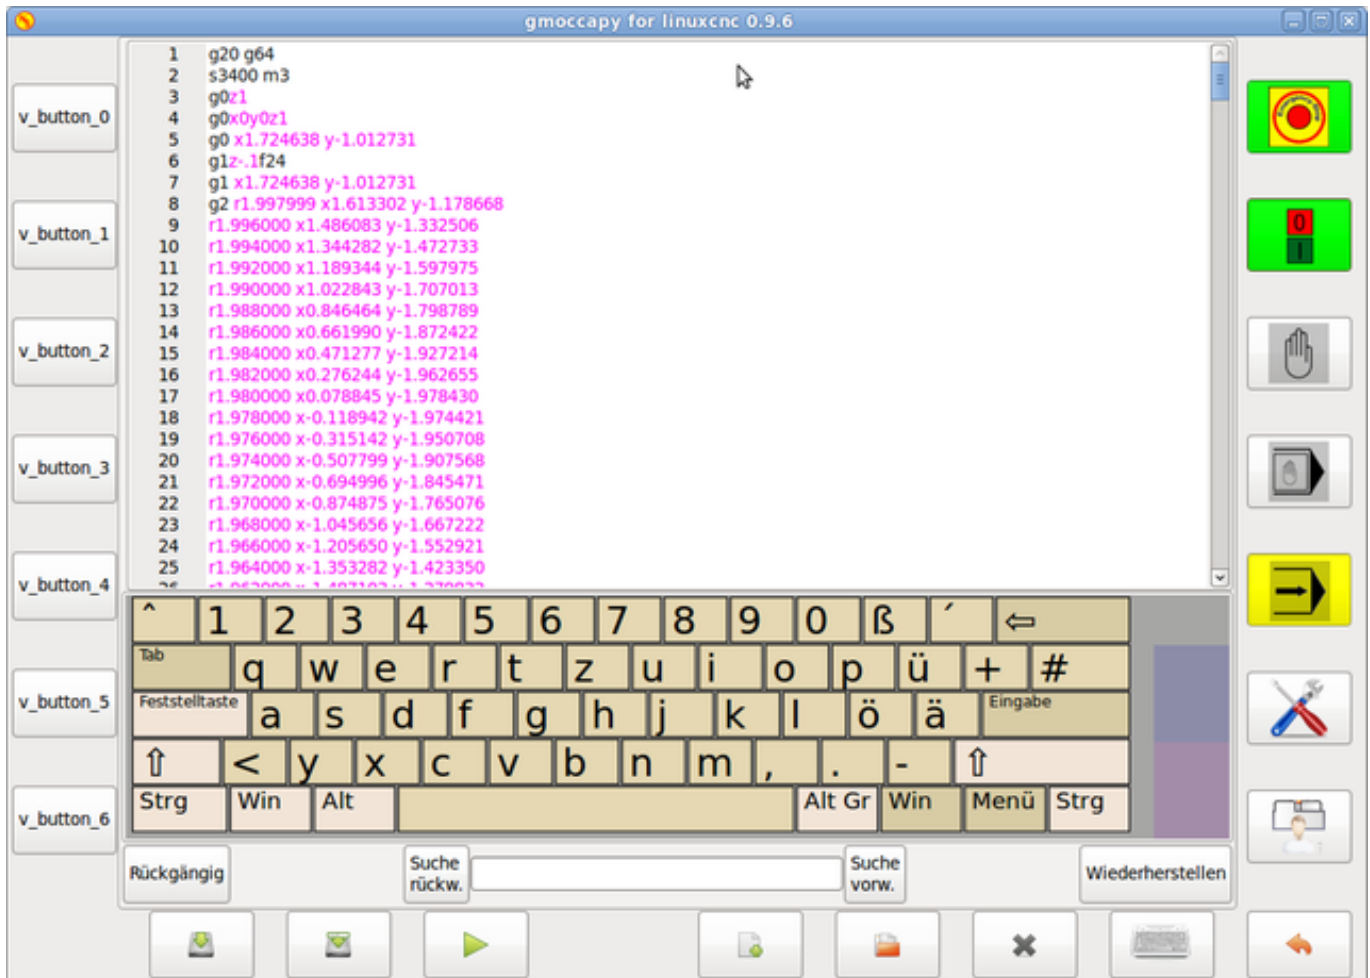 gmoccapy for linuxcnc 0.9.6
v_button_0
v_button_1
v_button_2
v_button_3
v_button_4
v_button_5
v_button_6
1 g20 g64
2 s3400 m3
3 g0z1
4 g0x0y0z1
5 g0 x1.724638 y-1.012731
6 g1z-.1f24
7 g1 x1.724638 y-1.012731
8 g2 r1.997999 x1.613302 y-1.178668
9 r1.996000 x1.486083 y-1.332506
10 r1.994000 x1.344282 y-1.472733
11 r1.992000 x1.189344 y-1.597975
12 r1.990000 x1.022843 y-1.707013
13 r1.988000 x0.846464 y-1.798789
14 r1.986000 x0.661990 y-1.872422
15 r1.984000 x0.471277 y-1.927214
16 r1.982000 x0.276244 y-1.962655
17 r1.980000 x0.078845 y-1.978430
18 r1.978000 x-0.118942 y-1.974421
19 r1.976000 x-0.315142 y-1.950708
20 r1.974000 x-0.507799 y-1.907568
21 r1.972000 x-0.694996 y-1.845471
22 r1.970000 x-0.874875 y-1.765076
23 r1.968000 x-1.045656 y-1.667222
24 r1.966000 x-1.205650 y-1.552921
25 r1.964000 x-1.353282 y-1.423350
^ 1 2 3 4 5 6 7 8 9 0 ß ´ ⇦
Tab q w e r t z u i o p ü + #
Feststelltaste a s d f g h j k l ö ä Eingabe
⇧ < y x c v b n m , . - ⇧
Strg Win Alt Alt Gr Win Menü Strg
Rückgängig
Suche
rückw.
Suche
vorw.
Wiederherstellen
0
I